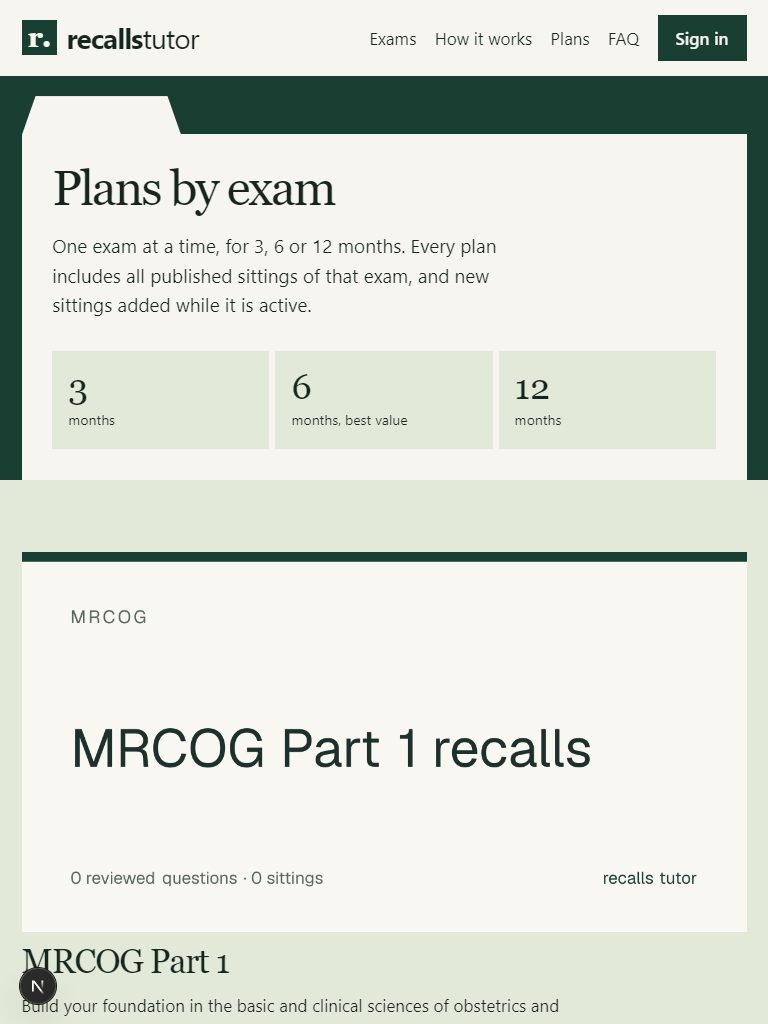 r. recallstutor
Exams How it works Plans FAQ Sign in
Plans by exam
One exam at a time, for 3, 6 or 12 months. Every plan
includes all published sittings of that exam, and new
sittings added while it is active.
3
months
6
months, best value
12
months
MRCOG
MRCOG Part 1 recalls
0 reviewed questions · 0 sittings
recalls tutor
MRCOG Part 1
N
Build your foundation in the basic and clinical sciences of obstetrics and